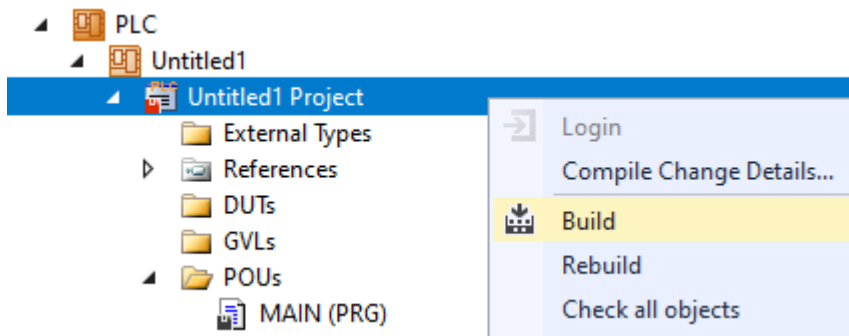 PLC
Untitled1
Untitled1 Project
External Types
References
DUTs
GVLs
POUs
MAIN (PRG)
Login
Compile Change Details...
Build
Rebuild
Check all objects